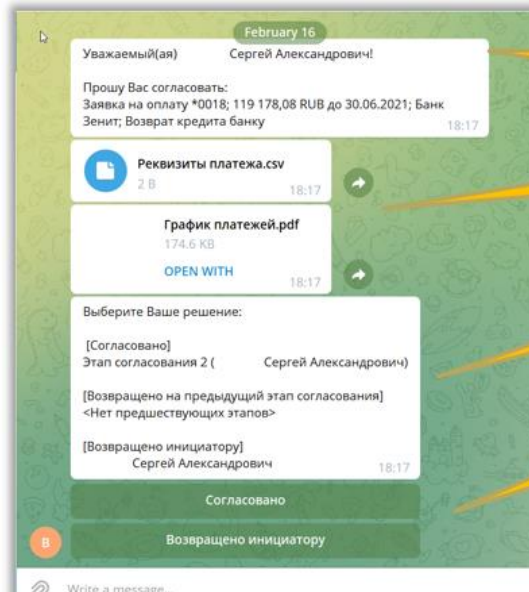 February 16
Уважаемый(ая) Сергей Александрович!
Прошу Вас согласовать:
Заявка на оплату *0018; 119 178,08 RUB до 30.06.2021; Банк
Зенит; Возврат кредита банку
18:17
Реквизиты платежа.csv
2 B
18:17
График платежей.pdf
174.6 KB
OPEN WITH
18:17
Выберите Ваше решение:
[Согласовано]
Этап согласования 2 ( Сергей Александрович)
[Возвращено на предыдущий этап согласования]
<Нет предшествующих этапов>
[Возвращено инициатору]
Сергей Александрович
18:17
Согласовано
Возвращено инициатору
В
Write a message...